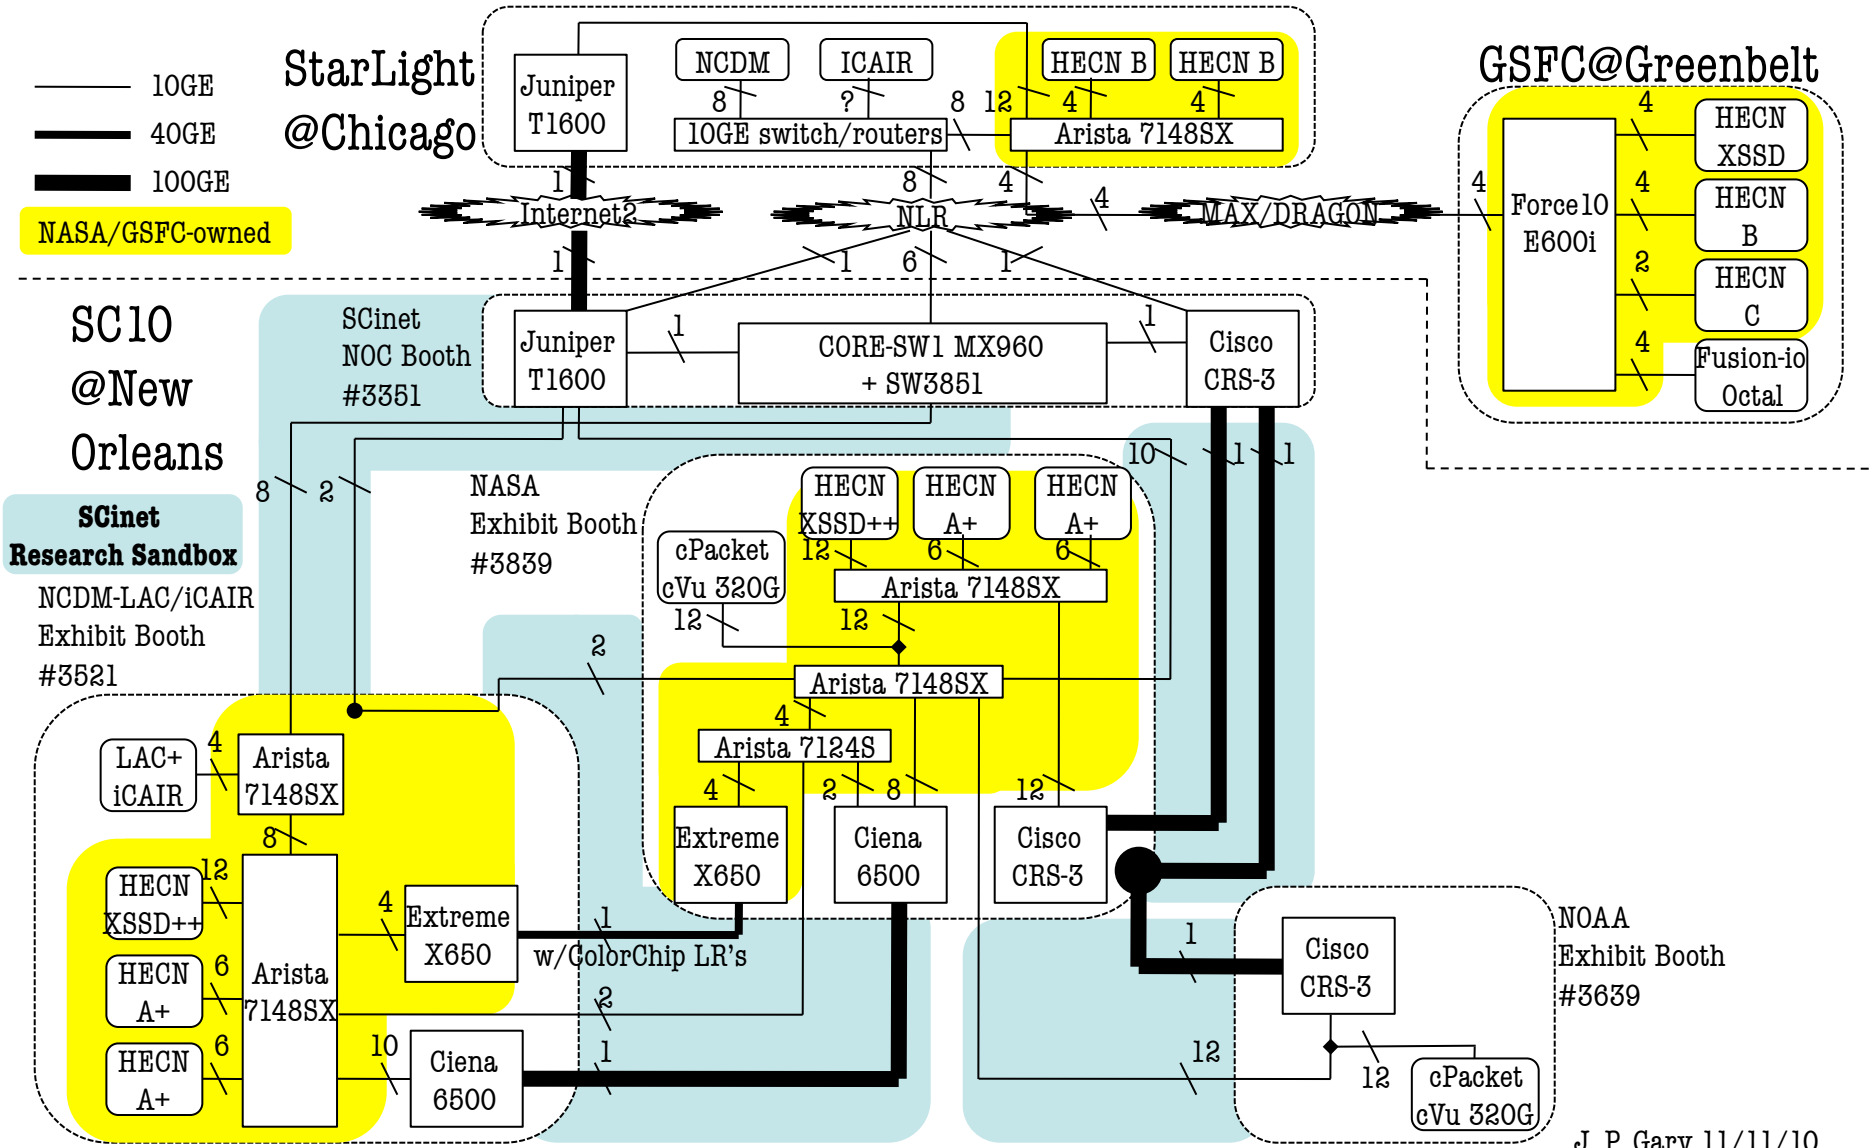 10GE
40GE
100GE
NASA/GSFC-owned
StarLight
@Chicago
Juniper
T1600
NCDM
8
ICAIR
?
10GE switch/routers
8
12
HECN B
4
HECN B
4
Arista 7148SX
1
8
4
Internet2
NLR
4
MAX/DRAGON
4
1
1
6
1
GSFC@Greenbelt
Force10
E600i
4
HECN
XSSD
4
HECN
B
2
HECN
C
4
Fusion-io
Octal
SC10
@New
Orleans
SCinet
Research Sandbox
SCinet
NOC Booth
#3351
Juniper
T1600
1
CORE-SW1 MX960
+ SW3851
1
Cisco
CRS-3
8
2
10
1
1
NASA
Exhibit Booth
#3839
cPacket
cVu 320G
12
HECN
XSSD++
12
HECN
A+
6
HECN
A+
6
Arista 7148SX
12
2
Arista 7148SX
4
Arista 7124S
4
2
8
12
Extreme
X650
Ciena
6500
Cisco
CRS-3
NCDM-LAC/iCAIR
Exhibit Booth
#3521
LAC+
iCAIR
4
Arista
7148SX
8
HECN
XSSD++
12
HECN
A+
6
HECN
A+
6
Arista
7148SX
4
Extreme
X650
1
w/ColorChip LR's
2
10
Ciena
6500
1
NOAA
Exhibit Booth
#3639
1
Cisco
CRS-3
12
12
cPacket
cVu 320G
J. P. Gary 11/11/10